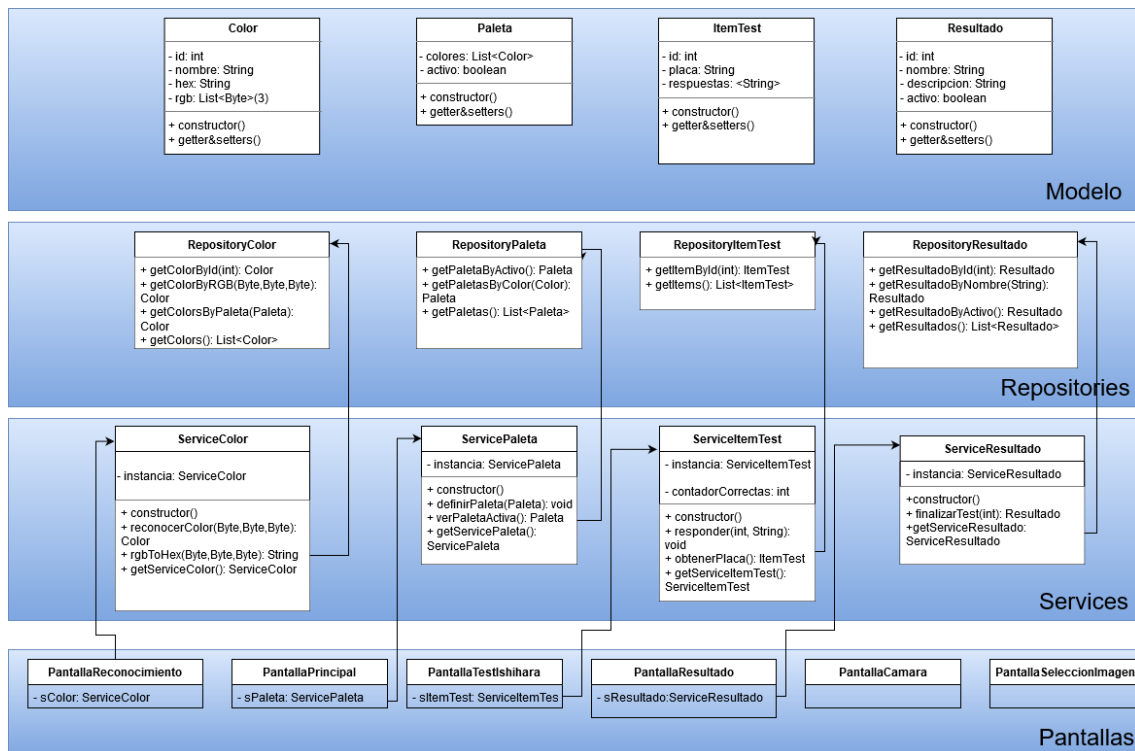 Color
- id: int
- nombre: String
- hex: String
- rgb: List<Byte>(3)
+ constructor()
+ getter&setters()
Paleta
- colores: List<Color>
- activo: boolean
+ constructor()
+ getter&setters()
ItemTest
- id: int
- placa: String
- respuestas: <String>
+ constructor()
+ getter&setters()
Resultado
- id: int
- nombre: String
- descripcion: String
- activo: boolean
+ constructor()
+ getter&setters()
Modelo
RepositoryColor
+ getColorById(int): Color
+ getColorByRGB(Byte,Byte,Byte):
Color
+ getColorsByPaleta(Paleta):
Color
+ getColors(): List<Color>
RepositoryPaleta
+ getPaletaByActivo(): Paleta
+ getPaletasByColor(Color):
Paleta
+ getPaletas(): List<Paleta>
RepositoryItemTest
+ getItemById(int): ItemTest
+ getItems(): List<ItemTest>
RepositoryResultado
+ getResultadoById(int): Resultado
+ getResultadoByNombre(String):
Resultado
+ getResultadoByActivo(): Resultado
+ getResultados(): List<Resultado>
Repositories
ServiceColor
- instancia: ServiceColor
+ constructor()
+ reconocerColor(Byte,Byte,Byte):
Color
+ rgbToHex(Byte,Byte,Byte): String
+ getServiceColor(): ServiceColor
ServicePaleta
- instancia: ServicePaleta
+ constructor()
+ definirPaleta(Paleta): void
+ verPaletaActiva(): Paleta
+ getServicePaleta():
ServicePaleta
ServiceItemTest
- instancia: ServiceItemTest
- contadorCorrectas: int
+ constructor()
+ responder(int, String):
void
+ obtenerPlaca(): ItemTest
+ getServiceItemTest():
ServiceItemTest
ServiceResultado
- instancia: ServiceResultado
+constructor()
+ finalizarTest(int): Resultado
+getServiceResultado:
ServiceResultado
Services
PantallaReconocimiento
- sColor: ServiceColor
PantallaPrincipal
- sPaleta: ServicePaleta
PantallaTestIshihara
- sItemTest: ServiceItemTes
PantallaResultado
- sResultado:ServiceResultado
PantallaCamara
PantallaSeleccionImagen
Pantallas